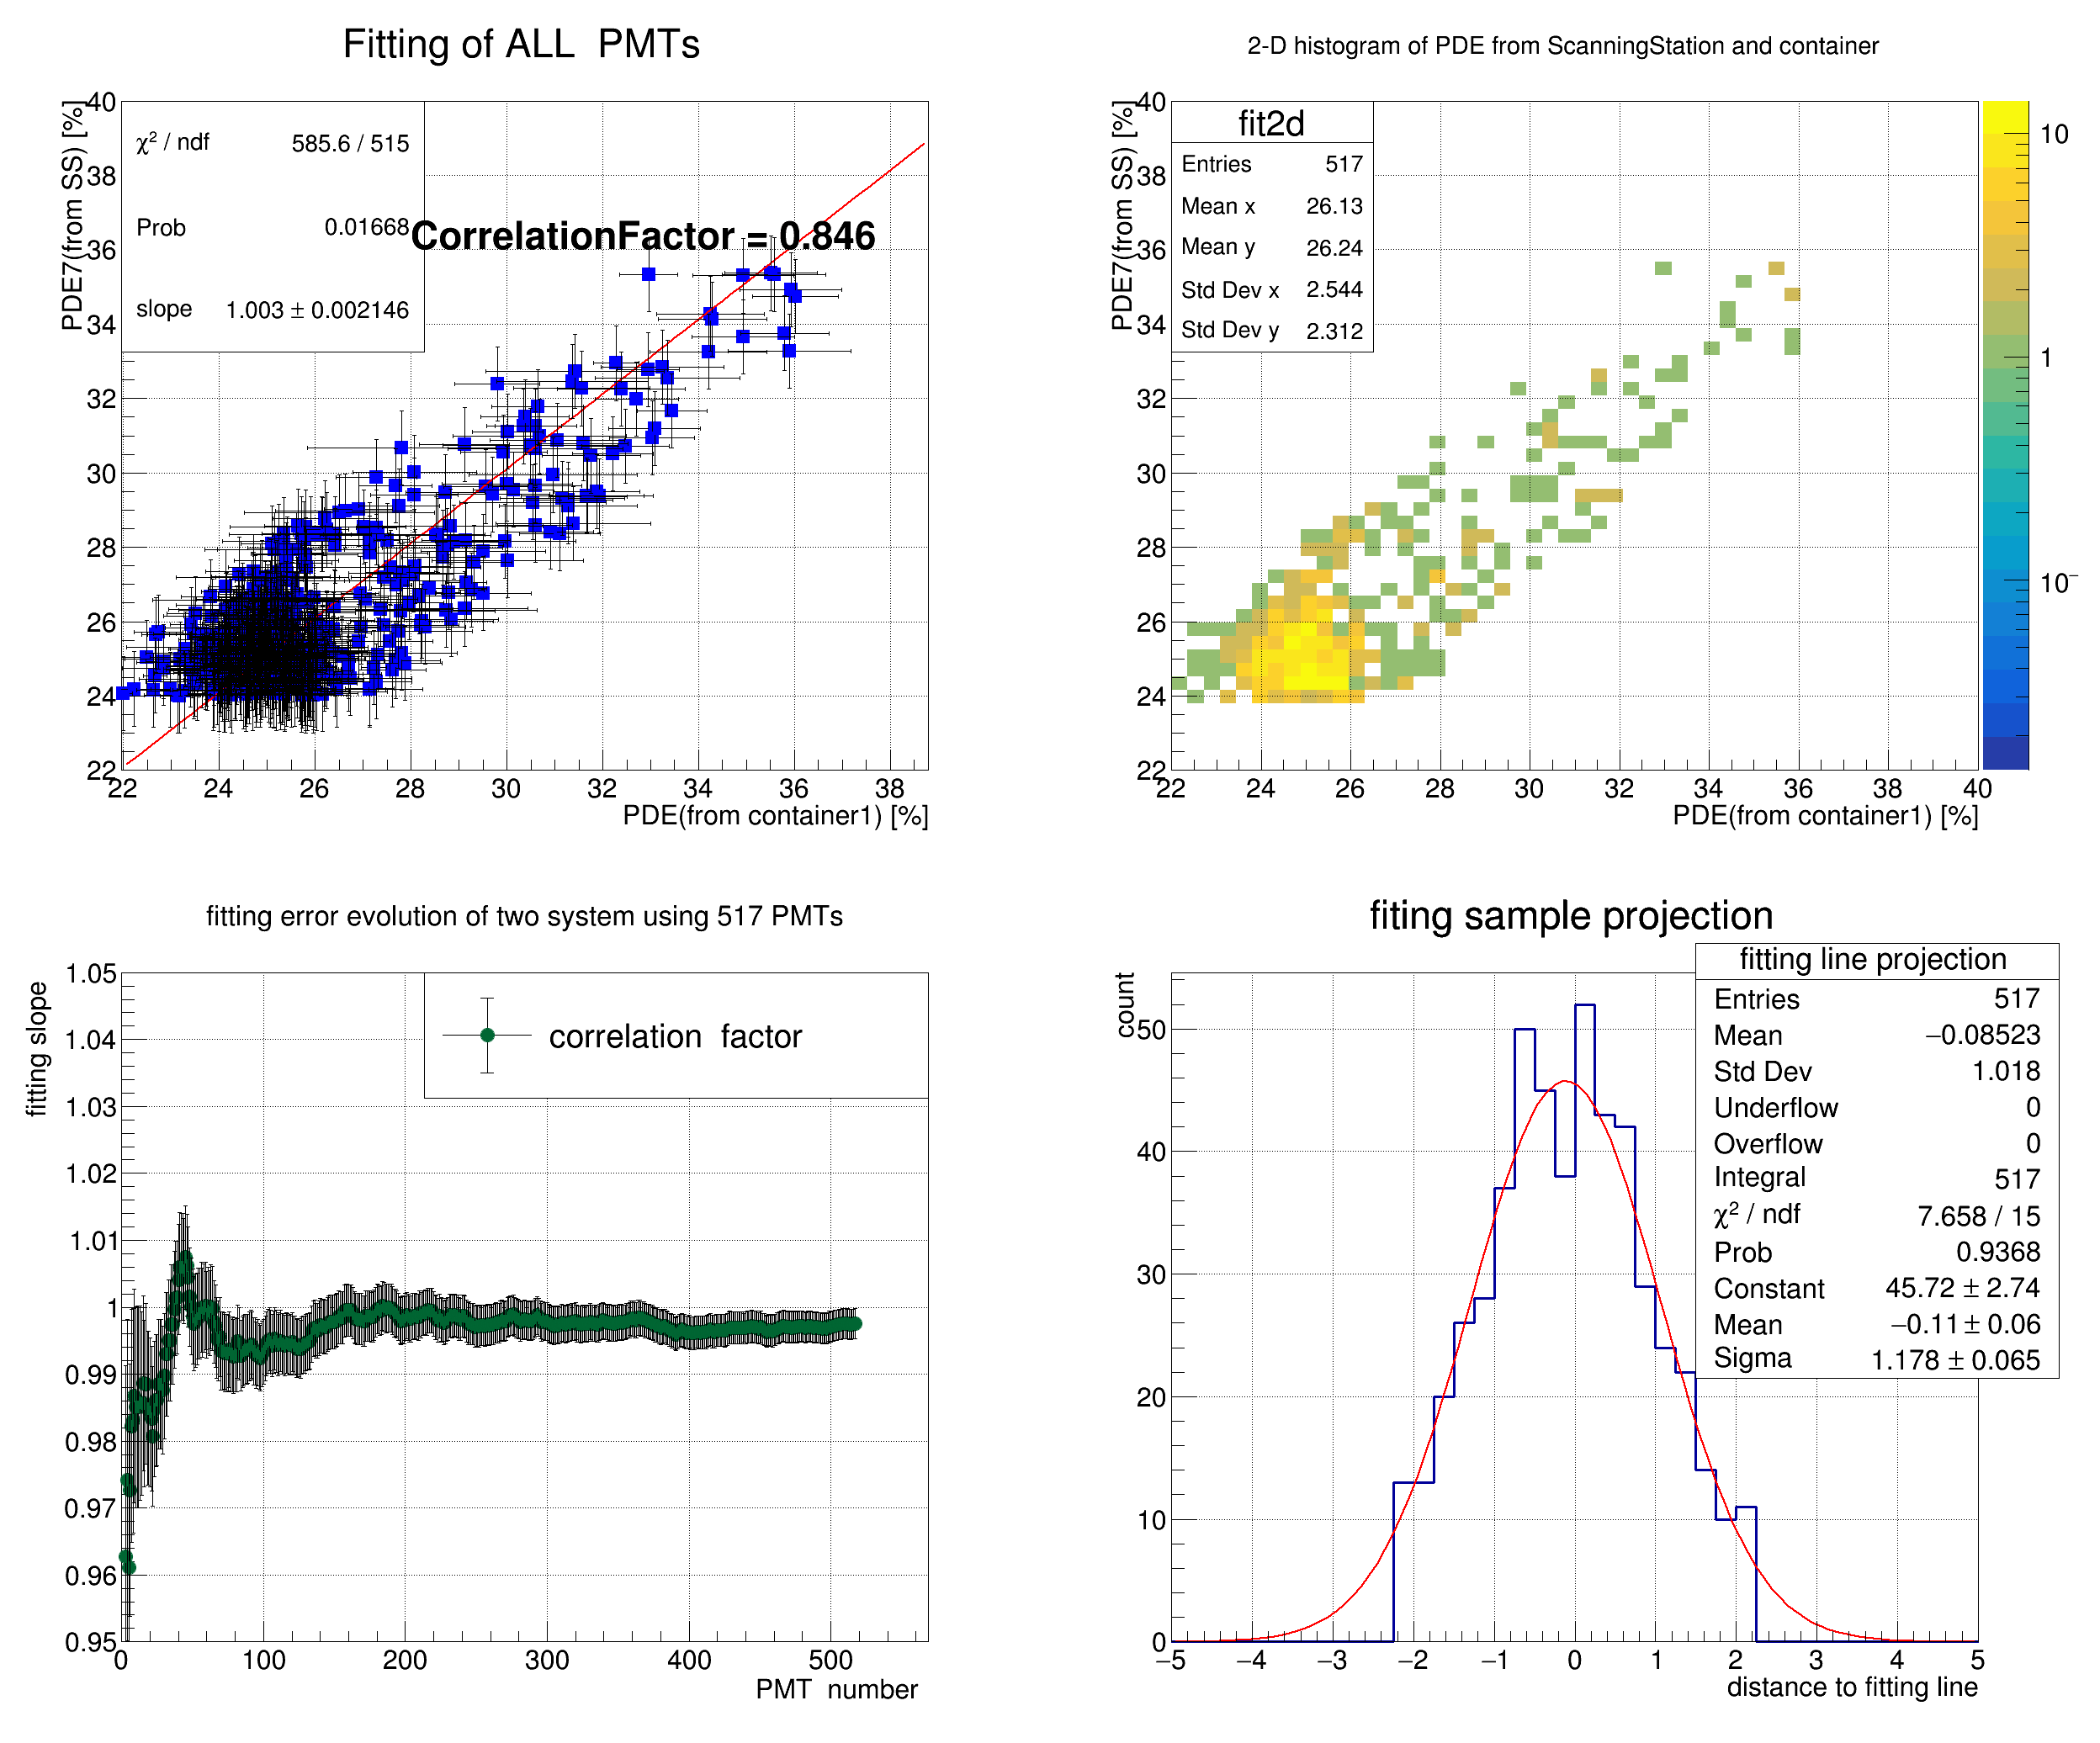 Fitting of ALL  PMTs
PDE7(from SS) [%]
χ² / ndf 585.6 / 515
Prob 0.01668
slope 1.003 ± 0.002146
CorrelationFactor = 0.846
40
38
36
34
32
30
28
26
24
22
22 24 26 28 30 32 34 36 38
PDE(from container1) [%]
2-D histogram of PDE from ScanningStation and container
PDE7(from SS) [%]
fit2d
Entries 517
Mean x 26.13
Mean y 26.24
Std Dev x 2.544
Std Dev y 2.312
40
38
36
34
32
30
28
26
24
22
22 24 26 28 30 32 34 36 38 40
PDE(from container1) [%]
10
1
10⁻
fitting error evolution of two system using 517 PMTs
fitting slope
correlation  factor
1.05
1.04
1.03
1.02
1.01
1
0.99
0.98
0.97
0.96
0.95
0 100 200 300 400 500
PMT  number
fiting sample projection
count
fitting line projection
Entries 517
Mean −0.08523
Std Dev 1.018
Underflow 0
Overflow 0
Integral 517
χ² / ndf 7.658 / 15
Prob 0.9368
Constant 45.72 ± 2.74
Mean −0.11 ± 0.06
Sigma 1.178 ± 0.065
50
40
30
20
10
0
−5 −4 −3 −2 −1 0 1 2 3 4 5
distance to fitting line